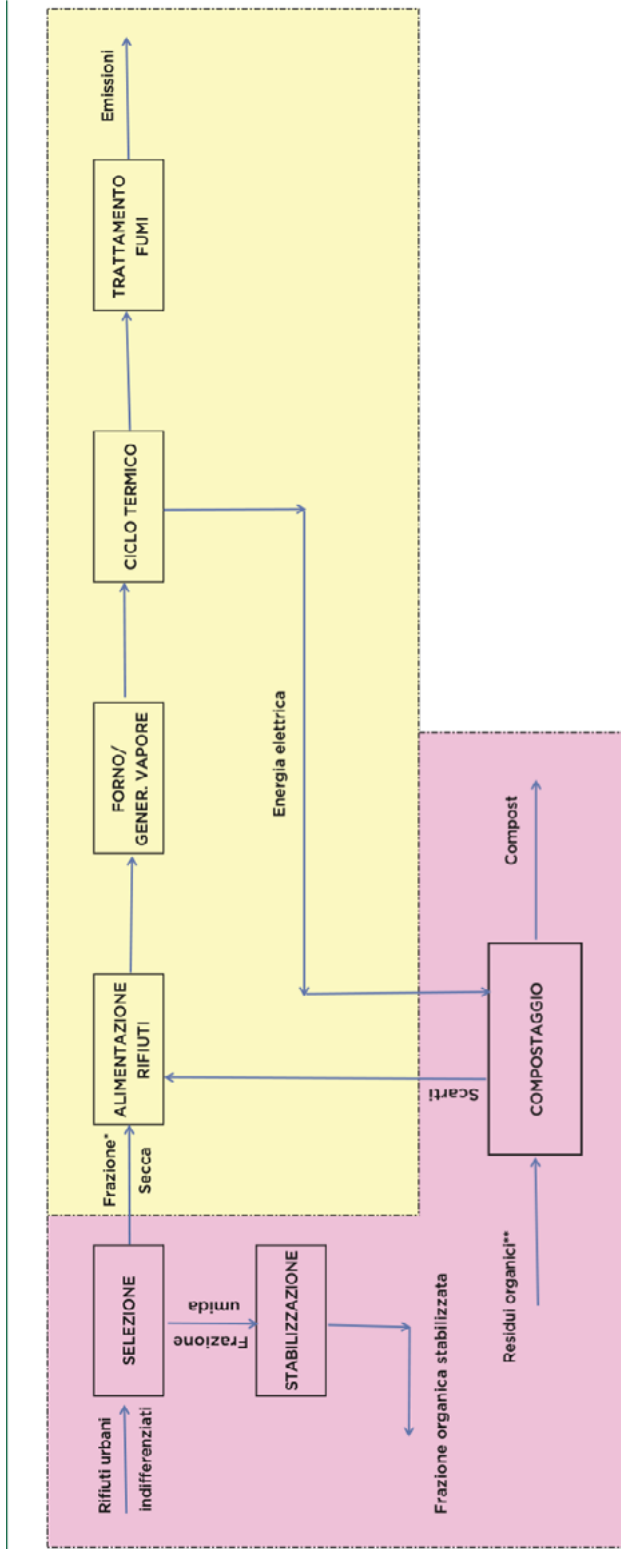 Rifiuti urbani
indifferenziati
SELEZIONE
Frazione*
Secca
ALIMENTAZIONE
RIFIUTI
FORNO/
GENER. VAPORE
CICLO TERMICO
TRATTAMENTO
FUMI
Emissioni
Frazione
umida
STABILIZZAZIONE
Frazione organica stabilizzata
Energia elettrica
Scarti
Residui organici**
COMPOSTAGGIO
Compost